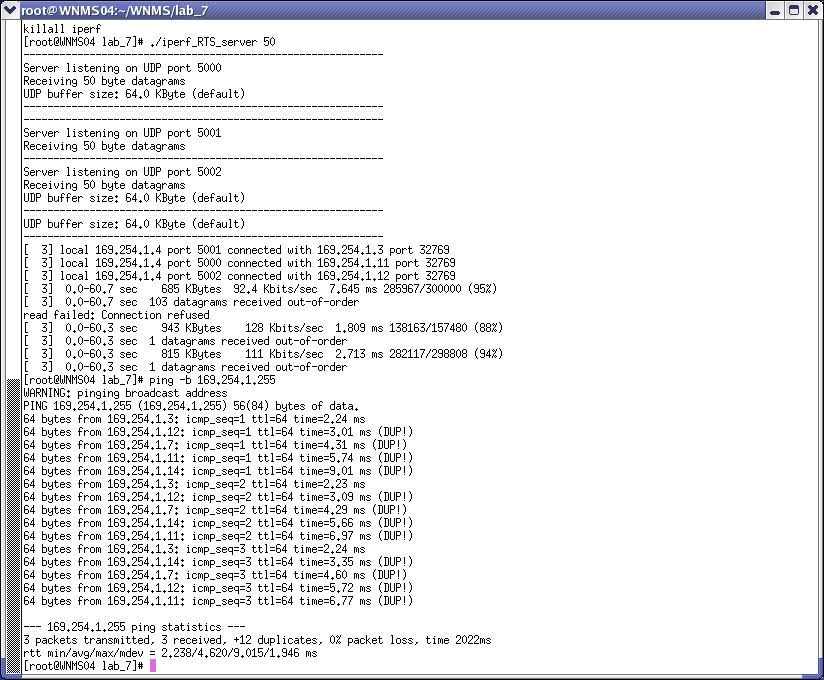 root@WNMS04:~/WNMS/lab_7
killall iperf
[root@WNMS04 lab_7]# ./iperf_RTS_server 50
------------------------------------------------------------
Server listening on UDP port 5000
Receiving 50 byte datagrams
UDP buffer size: 64.0 KByte (default)
------------------------------------------------------------
------------------------------------------------------------
Server listening on UDP port 5001
Receiving 50 byte datagrams
------------------------------------------------------------
Server listening on UDP port 5002
Receiving 50 byte datagrams
UDP buffer size: 64.0 KByte (default)
------------------------------------------------------------
UDP buffer size: 64.0 KByte (default)
------------------------------------------------------------
[  3] local 169.254.1.4 port 5001 connected with 169.254.1.3 port 32769
[  3] local 169.254.1.4 port 5000 connected with 169.254.1.11 port 32769
[  3] local 169.254.1.4 port 5002 connected with 169.254.1.12 port 32769
[  3]  0.0-60.7 sec    685 KBytes  92.4 Kbits/sec  7.645 ms 285967/300000 (95%)
[  3]  0.0-60.7 sec  103 datagrams received out-of-order
read failed: Connection refused
[  3]  0.0-60.3 sec    943 KBytes    128 Kbits/sec  1.809 ms 138163/157480 (88%)
[  3]  0.0-60.3 sec  1 datagrams received out-of-order
[  3]  0.0-60.3 sec    815 KBytes    111 Kbits/sec  2.713 ms 282117/298808 (94%)
[  3]  0.0-60.3 sec  1 datagrams received out-of-order
[root@WNMS04 lab_7]# ping -b 169.254.1.255
WARNING: pinging broadcast address
PING 169.254.1.255 (169.254.1.255) 56(84) bytes of data.
64 bytes from 169.254.1.3: icmp_seq=1 ttl=64 time=2.24 ms
64 bytes from 169.254.1.12: icmp_seq=1 ttl=64 time=3.01 ms (DUP!)
64 bytes from 169.254.1.7: icmp_seq=1 ttl=64 time=4.31 ms (DUP!)
64 bytes from 169.254.1.11: icmp_seq=1 ttl=64 time=5.74 ms (DUP!)
64 bytes from 169.254.1.14: icmp_seq=1 ttl=64 time=9.01 ms (DUP!)
64 bytes from 169.254.1.3: icmp_seq=2 ttl=64 time=2.23 ms
64 bytes from 169.254.1.12: icmp_seq=2 ttl=64 time=3.09 ms (DUP!)
64 bytes from 169.254.1.7: icmp_seq=2 ttl=64 time=4.29 ms (DUP!)
64 bytes from 169.254.1.14: icmp_seq=2 ttl=64 time=5.66 ms (DUP!)
64 bytes from 169.254.1.11: icmp_seq=2 ttl=64 time=6.97 ms (DUP!)
64 bytes from 169.254.1.3: icmp_seq=3 ttl=64 time=2.24 ms
64 bytes from 169.254.1.14: icmp_seq=3 ttl=64 time=3.35 ms (DUP!)
64 bytes from 169.254.1.7: icmp_seq=3 ttl=64 time=4.60 ms (DUP!)
64 bytes from 169.254.1.12: icmp_seq=3 ttl=64 time=5.72 ms (DUP!)
64 bytes from 169.254.1.11: icmp_seq=3 ttl=64 time=6.77 ms (DUP!)
--- 169.254.1.255 ping statistics ---
3 packets transmitted, 3 received, +12 duplicates, 0% packet loss, time 2022ms
rtt min/avg/max/mdev = 2.238/4.620/9.015/1.946 ms
[root@WNMS04 lab_7]#